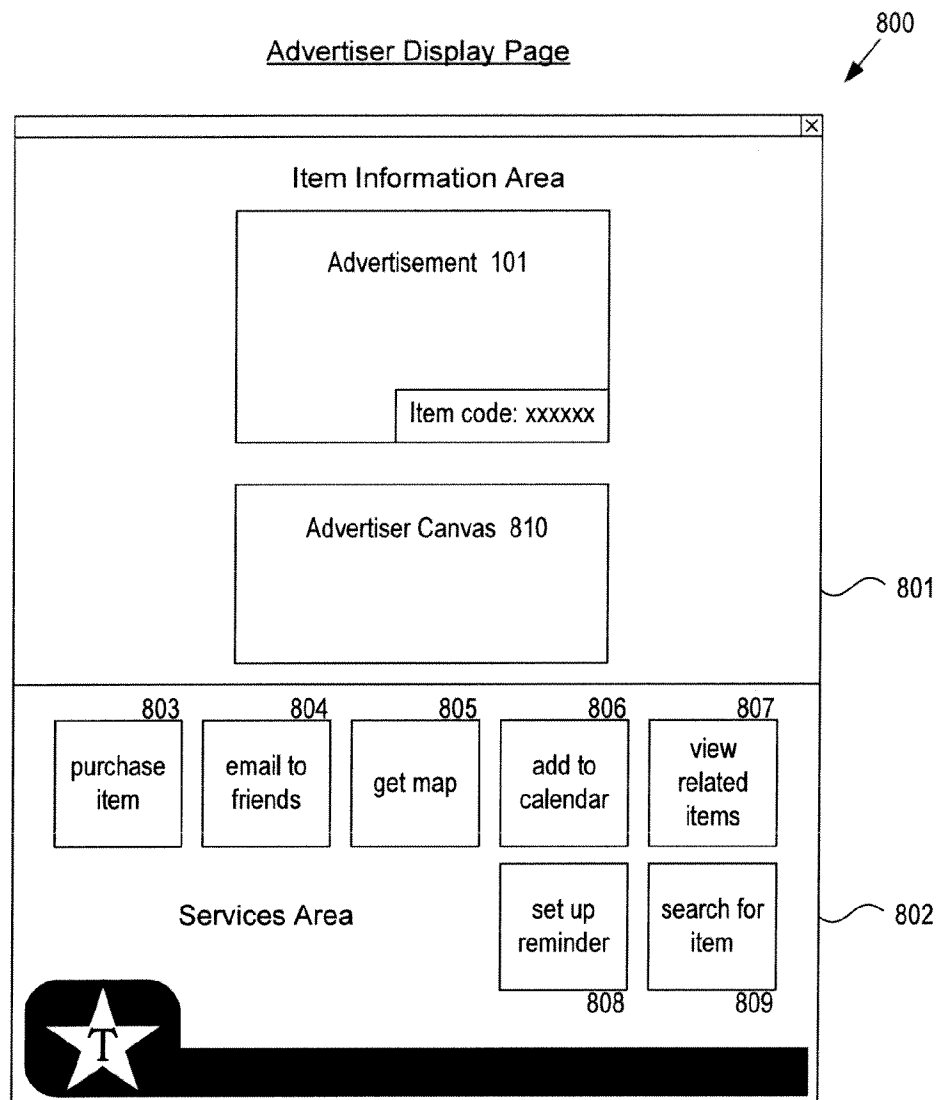 800
Advertiser Display Page
Item Information Area
Advertisement 101
Item code: xxxxxx
Advertiser Canvas 810
801
803
804
805
806
807
purchase
item
email to
friends
get map
add to
calendar
view
related
items
Services Area
set up
reminder
search for
item
802
808
809
T